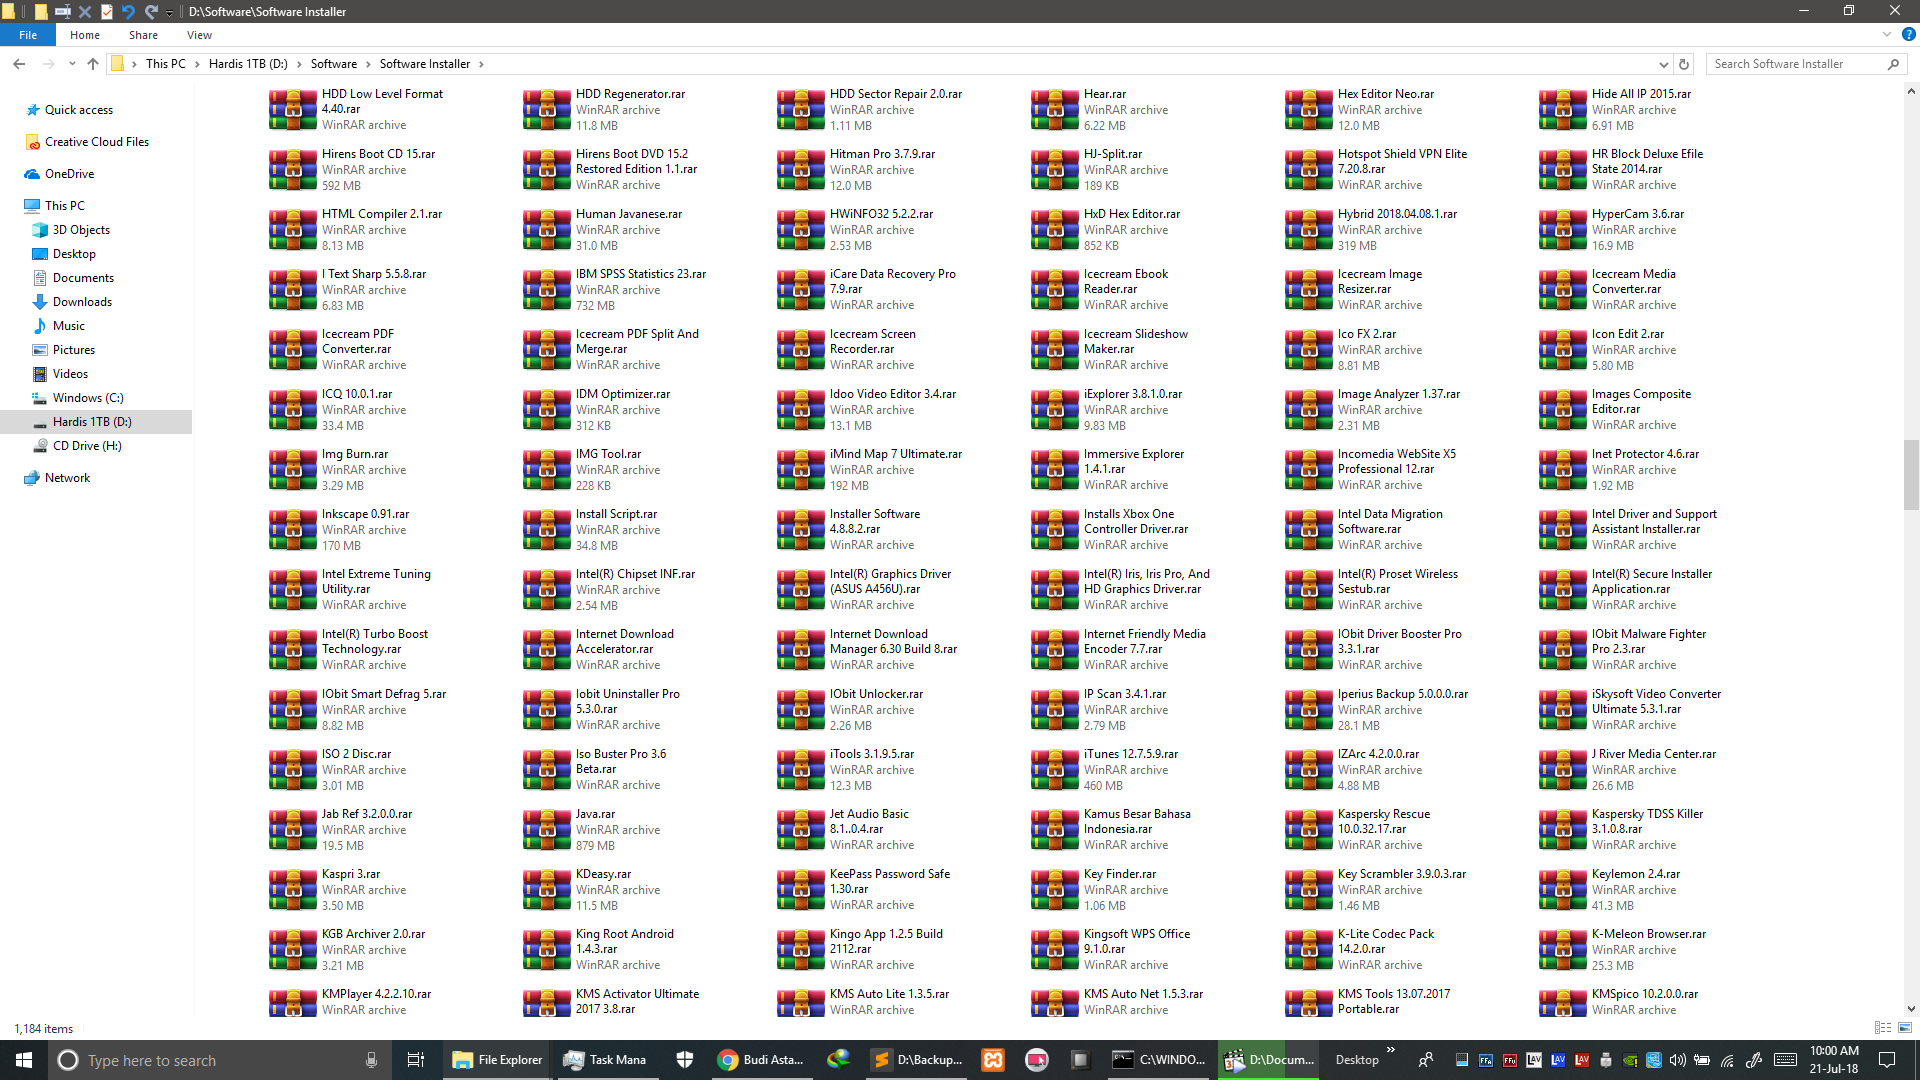 D:\Software\Software Installer
File Home Share View
This PC Hardis 1TB (D:) Software Software Installer
Search Software Installer
Quick access
Creative Cloud Files
OneDrive
This PC
3D Objects
Desktop
Documents
Downloads
Music
Pictures
Videos
Windows (C:)
Hardis 1TB (D:)
CD Drive (H:)
Network
HDD Low Level Format
4.40.rar
WinRAR archive
HDD Regenerator.rar
WinRAR archive
11.8 MB
HDD Sector Repair 2.0.rar
WinRAR archive
1.11 MB
Hear.rar
WinRAR archive
6.22 MB
Hex Editor Neo.rar
WinRAR archive
12.0 MB
Hide All IP 2015.rar
WinRAR archive
6.91 MB
Hirens Boot CD 15.rar
WinRAR archive
592 MB
Hirens Boot DVD 15.2
Restored Edition 1.1.rar
WinRAR archive
Hitman Pro 3.7.9.rar
WinRAR archive
12.0 MB
HJ-Split.rar
WinRAR archive
189 KB
Hotspot Shield VPN Elite
7.20.8.rar
WinRAR archive
HR Block Deluxe Efile
State 2014.rar
WinRAR archive
HTML Compiler 2.1.rar
WinRAR archive
8.13 MB
Human Javanese.rar
WinRAR archive
31.0 MB
HWiNFO32 5.2.2.rar
WinRAR archive
2.53 MB
HxD Hex Editor.rar
WinRAR archive
852 KB
Hybrid 2018.04.08.1.rar
WinRAR archive
319 MB
HyperCam 3.6.rar
WinRAR archive
16.9 MB
I Text Sharp 5.5.8.rar
WinRAR archive
6.83 MB
IBM SPSS Statistics 23.rar
WinRAR archive
732 MB
iCare Data Recovery Pro
7.9.rar
WinRAR archive
Icecream Ebook
Reader.rar
WinRAR archive
Icecream Image
Resizer.rar
WinRAR archive
Icecream Media
Converter.rar
WinRAR archive
Icecream PDF
Converter.rar
WinRAR archive
Icecream PDF Split And
Merge.rar
WinRAR archive
Icecream Screen
Recorder.rar
WinRAR archive
Icecream Slideshow
Maker.rar
WinRAR archive
Ico FX 2.rar
WinRAR archive
8.81 MB
Icon Edit 2.rar
WinRAR archive
5.80 MB
ICQ 10.0.1.rar
WinRAR archive
33.4 MB
IDM Optimizer.rar
WinRAR archive
312 KB
Idoo Video Editor 3.4.rar
WinRAR archive
13.1 MB
iExplorer 3.8.1.0.rar
WinRAR archive
9.83 MB
Image Analyzer 1.37.rar
WinRAR archive
2.31 MB
Images Composite
Editor.rar
WinRAR archive
Img Burn.rar
WinRAR archive
3.29 MB
IMG Tool.rar
WinRAR archive
228 KB
iMind Map 7 Ultimate.rar
WinRAR archive
192 MB
Immersive Explorer
1.4.1.rar
WinRAR archive
Incomedia WebSite X5
Professional 12.rar
WinRAR archive
Inet Protector 4.6.rar
WinRAR archive
1.92 MB
Inkscape 0.91.rar
WinRAR archive
170 MB
Install Script.rar
WinRAR archive
34.8 MB
Installer Software
4.8.8.2.rar
WinRAR archive
Installs Xbox One
Controller Driver.rar
WinRAR archive
Intel Data Migration
Software.rar
WinRAR archive
Intel Driver and Support
Assistant Installer.rar
WinRAR archive
Intel Extreme Tuning
Utility.rar
WinRAR archive
Intel(R) Chipset INF.rar
WinRAR archive
2.54 MB
Intel(R) Graphics Driver
(ASUS A456U).rar
WinRAR archive
Intel(R) Iris, Iris Pro, And
HD Graphics Driver.rar
WinRAR archive
Intel(R) Proset Wireless
Sestub.rar
WinRAR archive
Intel(R) Secure Installer
Application.rar
WinRAR archive
Intel(R) Turbo Boost
Technology.rar
WinRAR archive
Internet Download
Accelerator.rar
WinRAR archive
Internet Download
Manager 6.30 Build 8.rar
WinRAR archive
Internet Friendly Media
Encoder 7.7.rar
WinRAR archive
IObit Driver Booster Pro
3.3.1.rar
WinRAR archive
IObit Malware Fighter
Pro 2.3.rar
WinRAR archive
IObit Smart Defrag 5.rar
WinRAR archive
8.82 MB
Iobit Uninstaller Pro
5.3.0.rar
WinRAR archive
IObit Unlocker.rar
WinRAR archive
2.26 MB
IP Scan 3.4.1.rar
WinRAR archive
2.79 MB
Iperius Backup 5.0.0.0.rar
WinRAR archive
28.1 MB
iSkysoft Video Converter
Ultimate 5.3.1.rar
WinRAR archive
ISO 2 Disc.rar
WinRAR archive
3.01 MB
Iso Buster Pro 3.6
Beta.rar
WinRAR archive
iTools 3.1.9.5.rar
WinRAR archive
12.3 MB
iTunes 12.7.5.9.rar
WinRAR archive
460 MB
IZArc 4.2.0.0.rar
WinRAR archive
4.88 MB
J River Media Center.rar
WinRAR archive
26.6 MB
Jab Ref 3.2.0.0.rar
WinRAR archive
19.5 MB
Java.rar
WinRAR archive
879 MB
Jet Audio Basic
8.1..0.4.rar
WinRAR archive
Kamus Besar Bahasa
Indonesia.rar
WinRAR archive
Kaspersky Rescue
10.0.32.17.rar
WinRAR archive
Kaspersky TDSS Killer
3.1.0.8.rar
WinRAR archive
Kaspri 3.rar
WinRAR archive
3.50 MB
KDeasy.rar
WinRAR archive
11.5 MB
KeePass Password Safe
1.30.rar
WinRAR archive
Key Finder.rar
WinRAR archive
1.06 MB
Key Scrambler 3.9.0.3.rar
WinRAR archive
1.46 MB
Keylemon 2.4.rar
WinRAR archive
41.3 MB
KGB Archiver 2.0.rar
WinRAR archive
3.21 MB
King Root Android
1.4.3.rar
WinRAR archive
Kingo App 1.2.5 Build
2112.rar
WinRAR archive
Kingsoft WPS Office
9.1.0.rar
WinRAR archive
K-Lite Codec Pack
14.2.0.rar
WinRAR archive
K-Meleon Browser.rar
WinRAR archive
25.3 MB
KMPlayer 4.2.2.10.rar
WinRAR archive
KMS Activator Ultimate
2017 3.8.rar
KMS Auto Lite 1.3.5.rar
WinRAR archive
KMS Auto Net 1.5.3.rar
WinRAR archive
KMS Tools 13.07.2017
Portable.rar
KMSpico 10.2.0.0.rar
WinRAR archive
1,184 items
Type here to search
File Explorer
Task Mana
Budi Asta...
D:\Backup...
C:\WINDO...
D:\Docum...
Desktop
10:00 AM
21-Jul-18